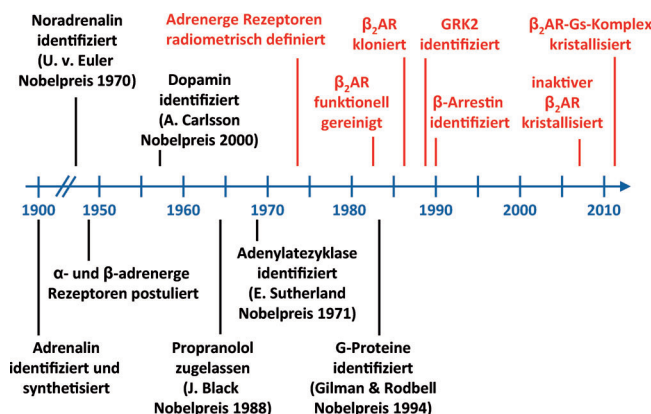 Noradrenalin
identifiziert
(U. v. Euler
Nobelpreis 1970)
Dopamin
identifiziert
(A. Carlsson
Nobelpreis 2000)
Adrenerge Rezeptoren
radiometrisch definiert
β₂AR
funktionell
gereinigt
β₂AR
kloniert
GRK2
identifiziert
β-Arrestin
identifiziert
inaktiver
β₂AR
kristallisiert
β₂AR-Gs-Komplex
kristallisiert
1900 1950 1960 1970 1980 1990 2000 2010
Adrenalin
identifiziert und
synthetisiert
α- und β-adrenerge
Rezeptoren postuliert
Propranolol
zugelassen
(J. Black
Nobelpreis 1988)
Adenylatezyklase
identifiziert
(E. Sutherland
Nobelpreis 1971)
G-Proteine
identifiziert
(Gilman & Rodbell
Nobelpreis 1994)